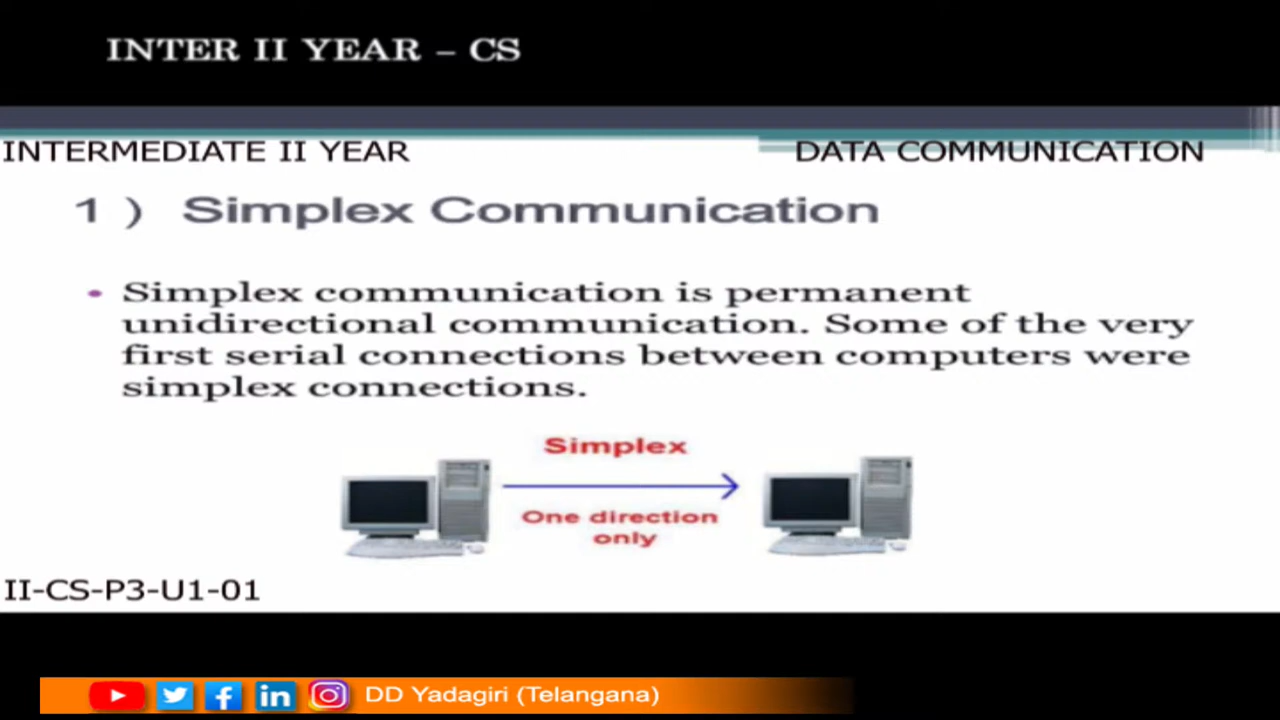 INTER II YEAR – CS
INTERMEDIATE II YEAR
DATA COMMUNICATION
1 ) Simplex Communication
• Simplex communication is permanent
unidirectional communication. Some of the very
first serial connections between computers were
simplex connections.
Simplex
One direction
only
II-CS-P3-U1-01
DD Yadagiri (Telangana)